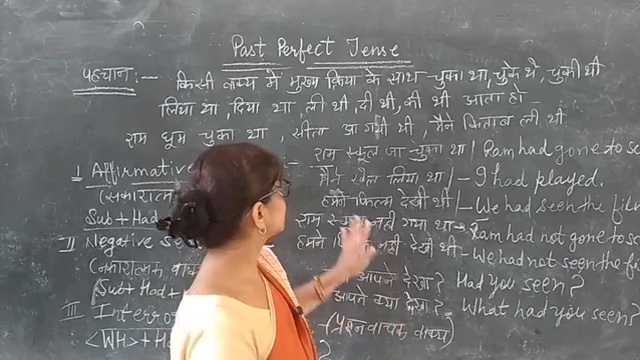 Past Perfect Tense
पहचान :- किसी वाक्य में मुख्य क्रिया के साथ - चुका था, चुके थे, चुकी थी
लिया था, दिया था, ली थी, दी थी, की थी आता हो -
राम घूम चुका था, सीता आ गयी थी, मैंने किताब ली थी
I Affirmative राम स्कूल जा चुका था / Ram had gone to sc
मैंने खेल लिया था / - I had played.
हमने फिल्म देखी थी / - We had seen the film
Sub + Had राम नहीं गया था → Ram had not gone to sc
II Negative हमने नहीं देखी थी - We had not seen the fi
आपने देखा ? Had you seen ?
Sub + Had + आपने क्या देखा ? What had you seen ?
III (प्रश्नवाचक वाक्य)
<WH> + H
?